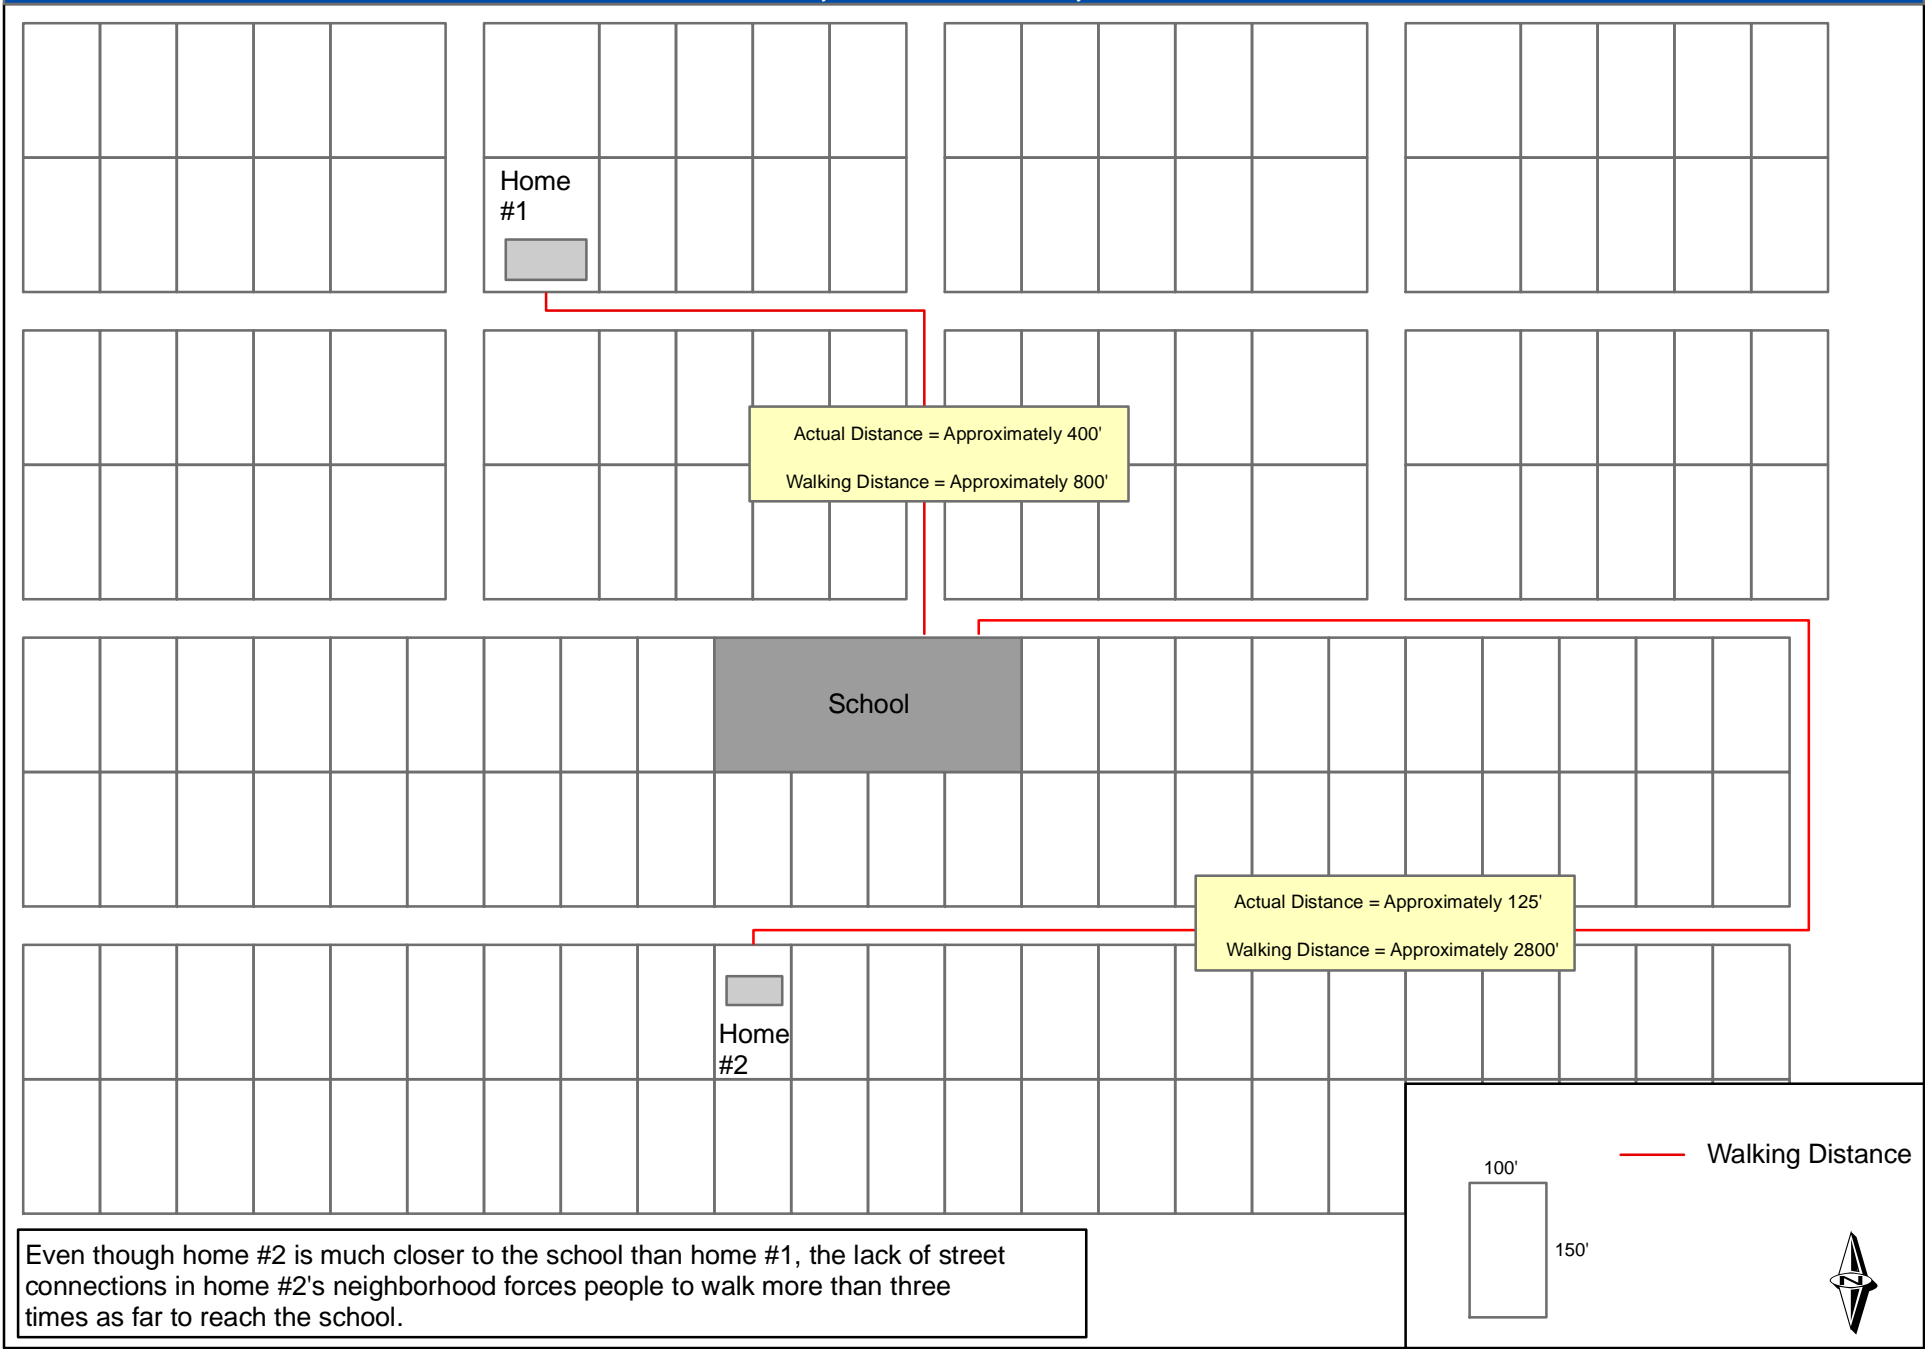 Home
#1
Actual Distance = Approximately 400'
Walking Distance = Approximately 800'
School
Actual Distance = Approximately 125'
Walking Distance = Approximately 2800'
Home
#2
Walking Distance
100'
150'
N
Even though home #2 is much closer to the school than home #1, the lack of street
connections in home #2's neighborhood forces people to walk more than three
times as far to reach the school.